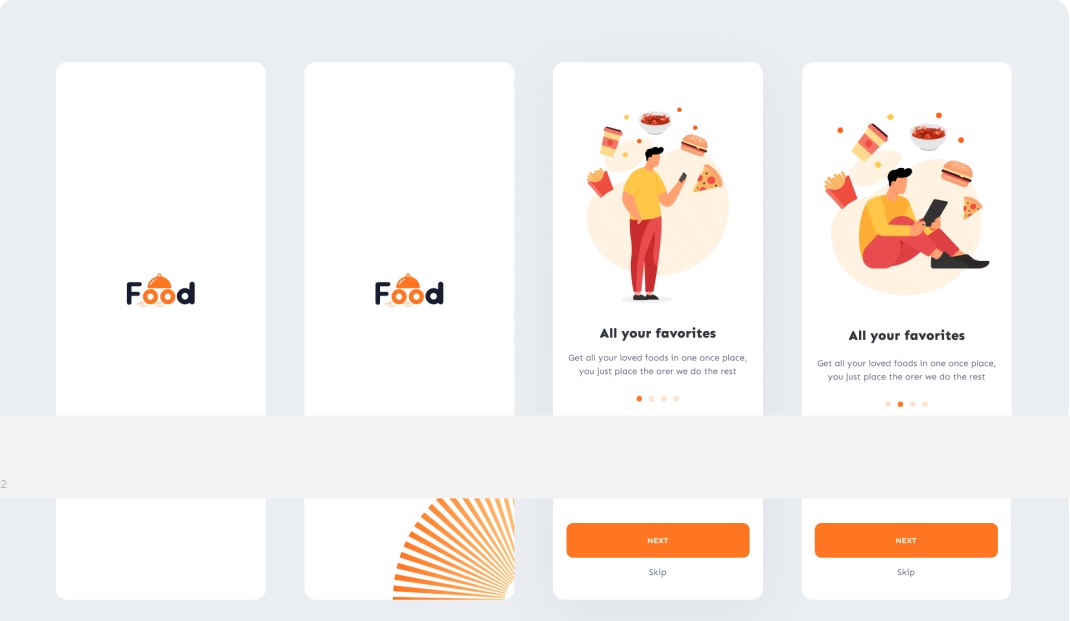 Food
Food
All your favorites
Get all your loved foods in one once place,
you just place the orer we do the rest
All your favorites
Get all your loved foods in one once place,
you just place the orer we do the rest
2
NEXT
Skip
NEXT
Skip